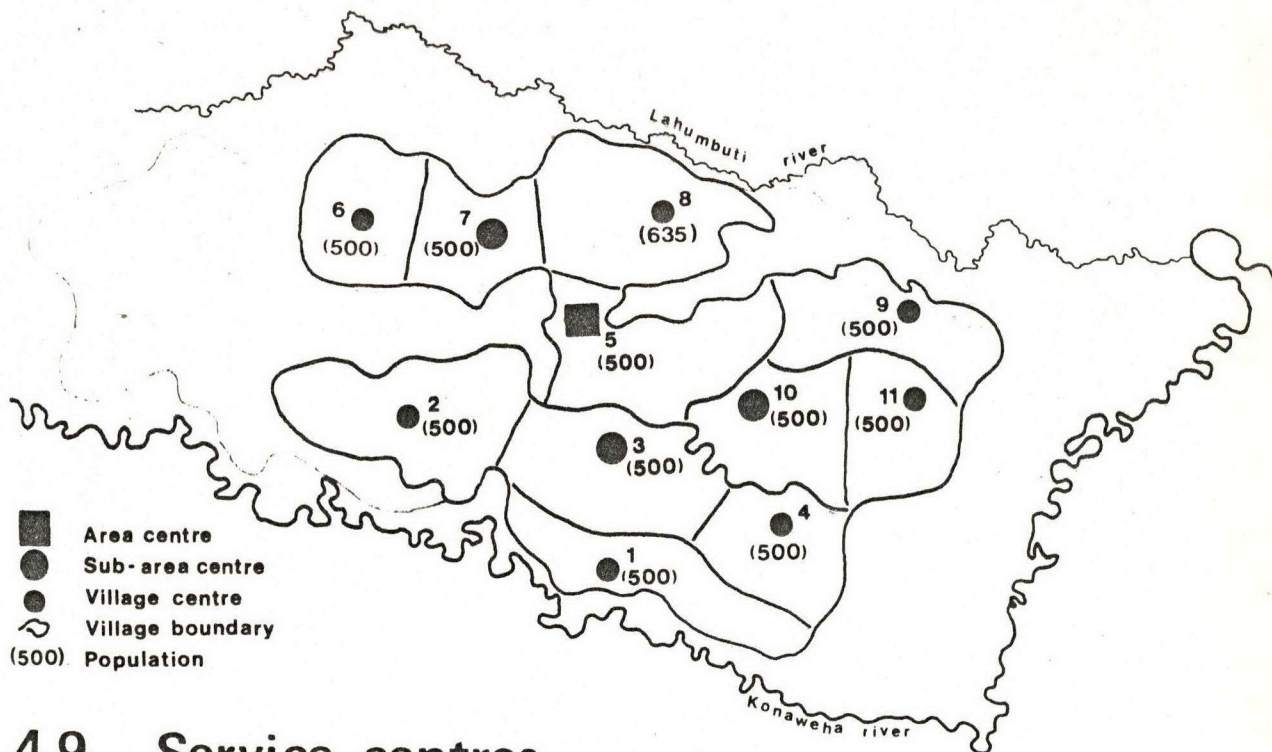 Lahumbuti river
6
(500)
7
(500)
8
(635)
5
(500)
9
(500)
2
(500)
3
(500)
10
(500)
11
(500)
4
(500)
1
(500)
Area centre
Sub-area centre
Village centre
Village boundary
(500) Population
Konaweha river
4.9 Service centres